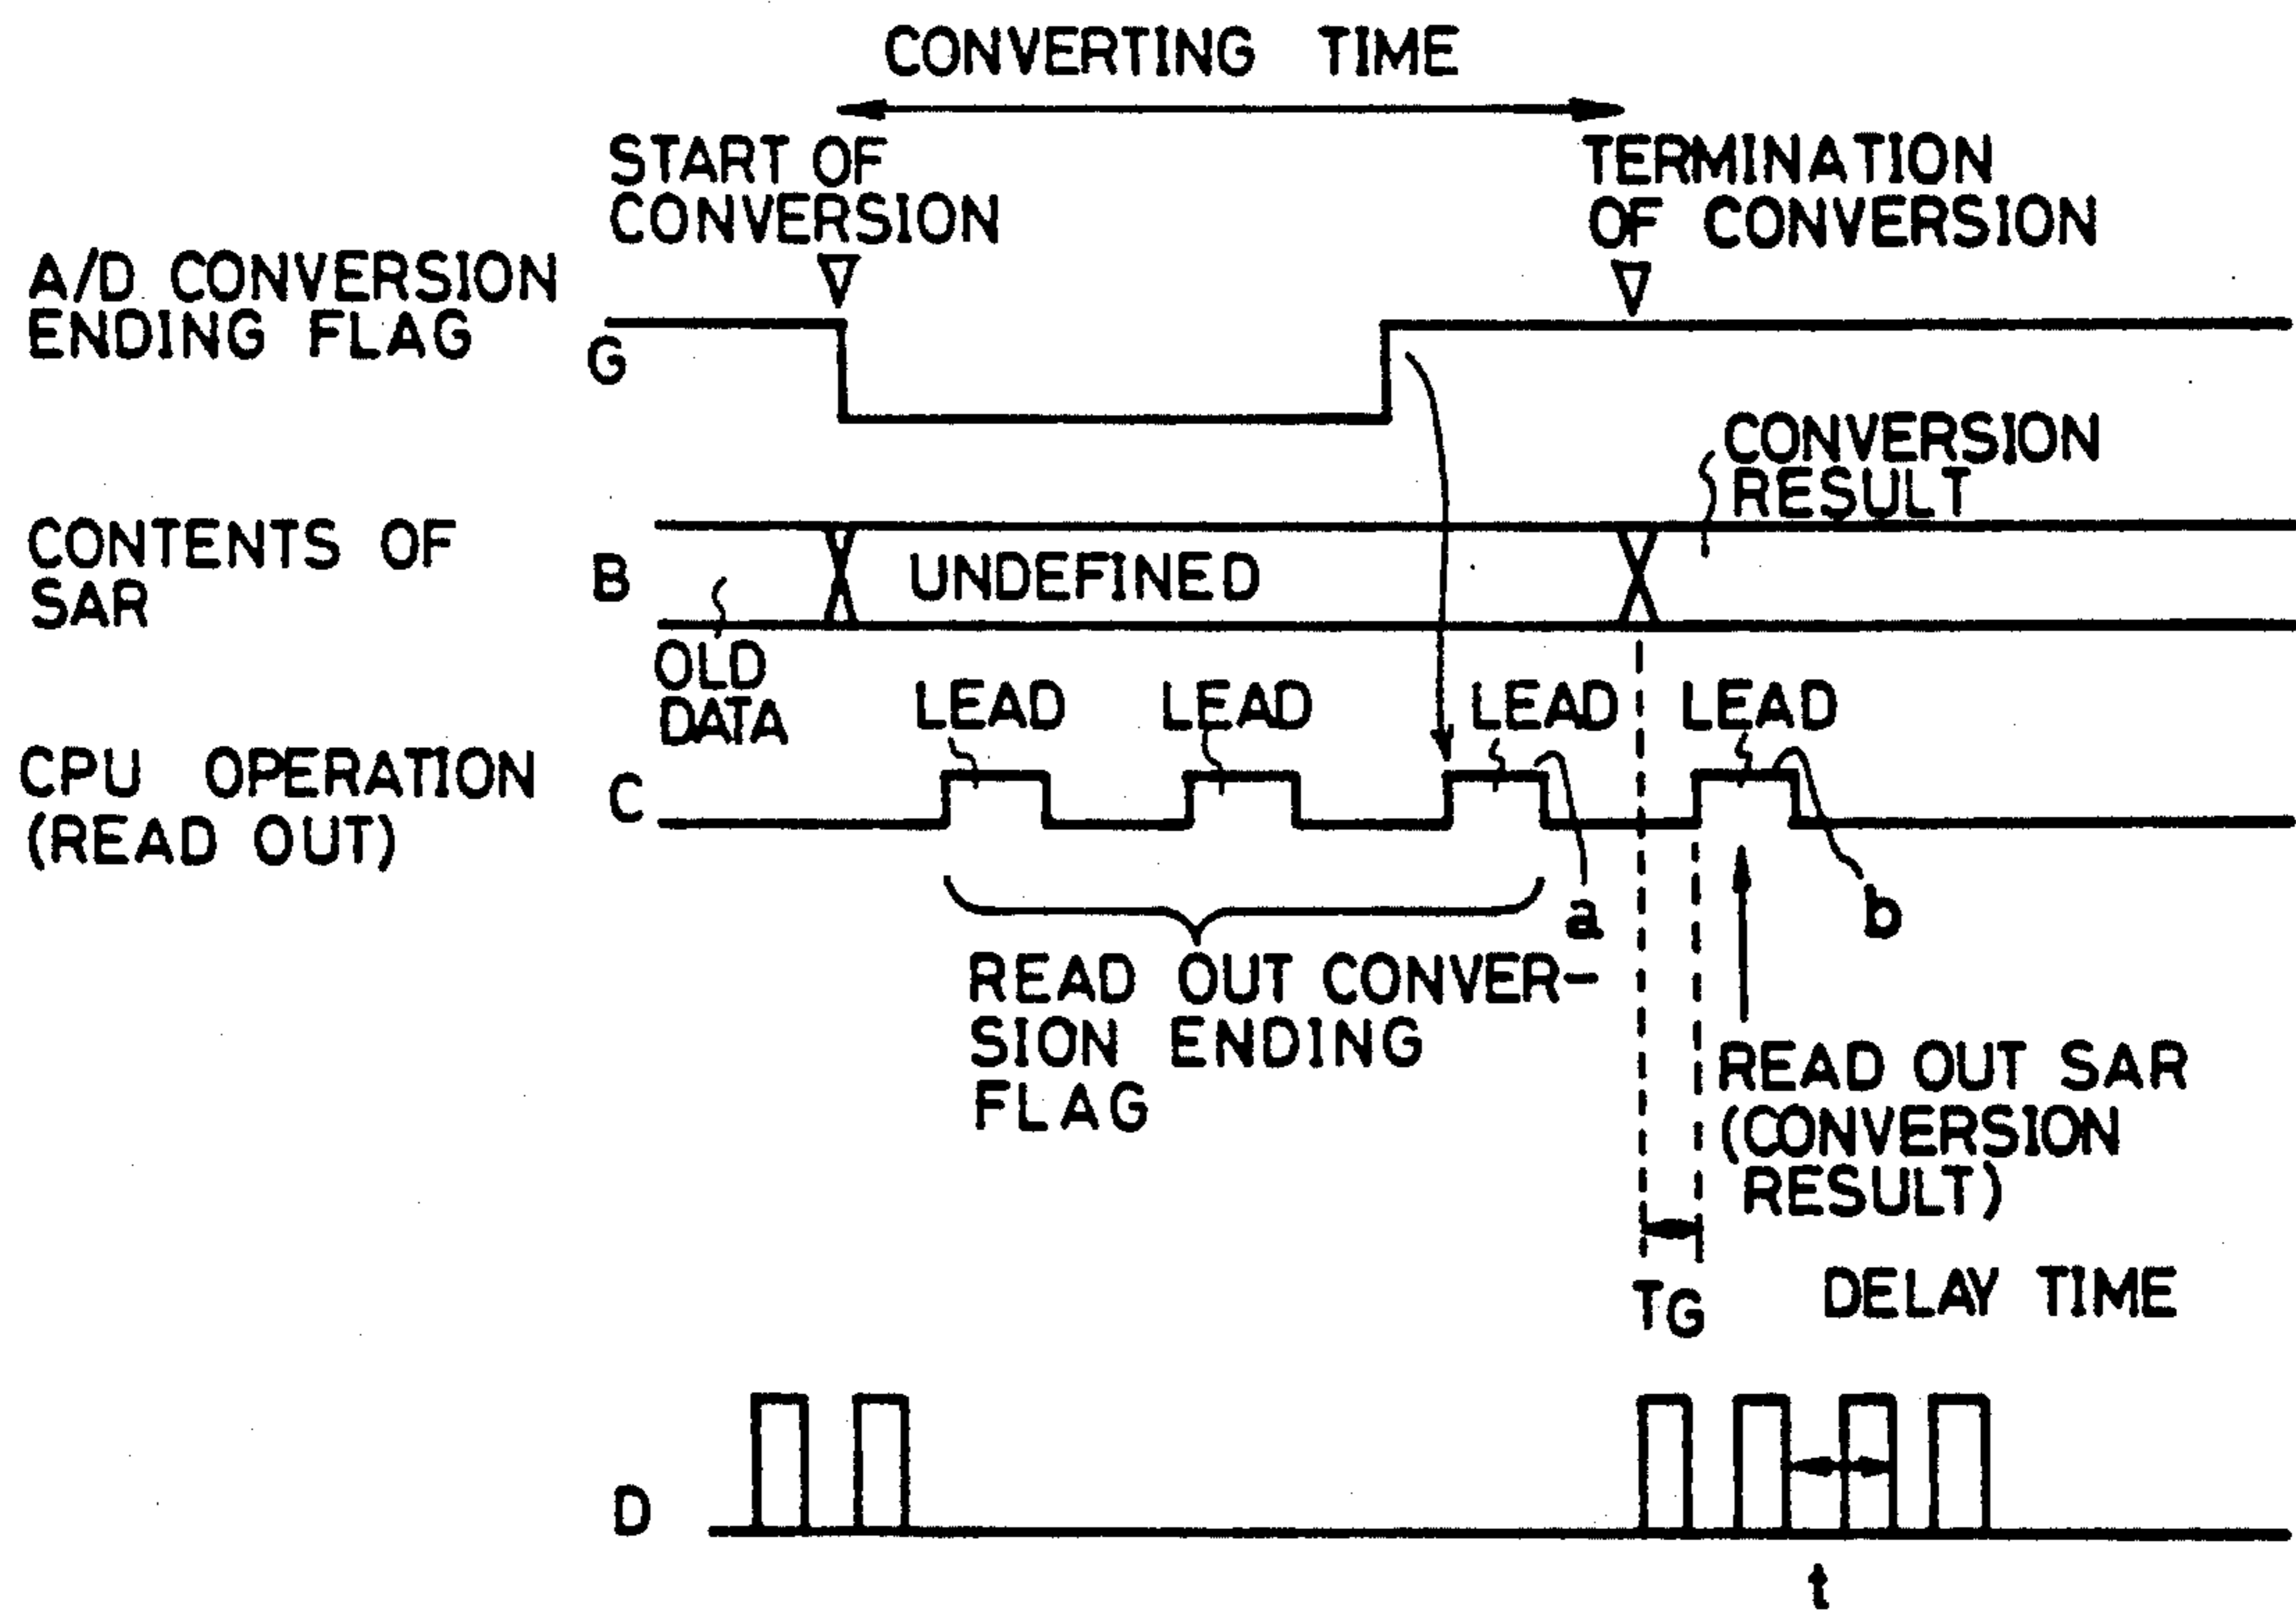 CONVERTING TIME
START OF
CONVERSION
TERMINATION
OF CONVERSION
A/D CONVERSION
ENDING FLAG
G
CONVERSION
RESULT
CONTENTS OF
SAR
B
UNDEFINED
OLD
DATA
LEAD
LEAD
LEAD
LEAD
CPU OPERATION
(READ OUT)
C
a
b
READ OUT CONVER-
SION ENDING
FLAG
READ OUT SAR
(CONVERSION
RESULT)
TG
DELAY TIME
D
t